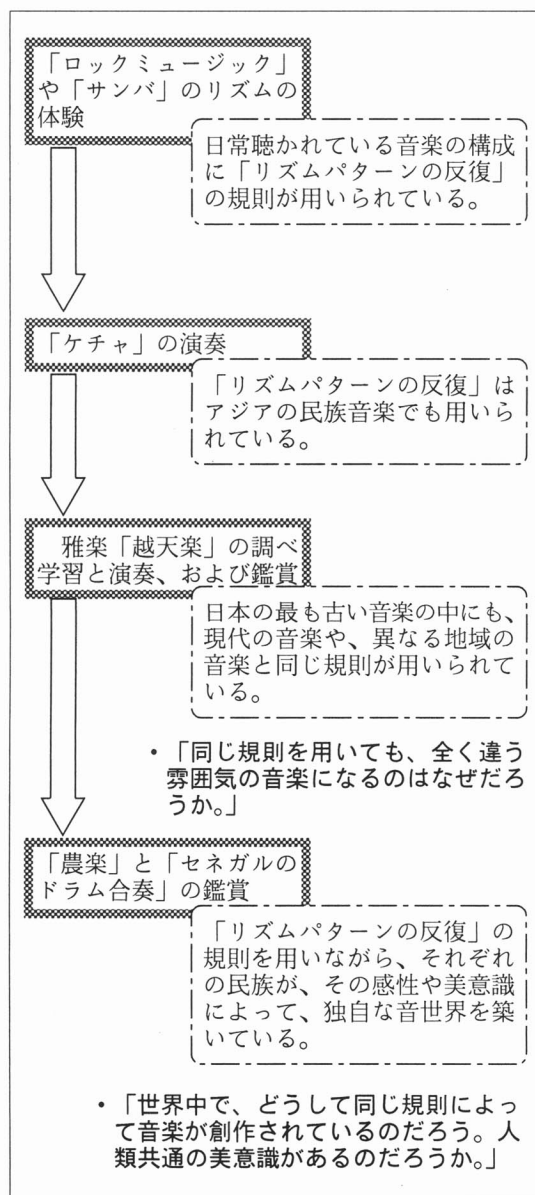 「ロックミュージック」
や「サンバ」のリズムの
体験
日常聴かれている音楽の構成
に「リズムパターンの反復」
の規則が用いられている。
「ケチャ」の演奏
「リズムパターンの反復」は
アジアの民族音楽でも用いら
れている。
雅楽「越天楽」の調べ
学習と演奏、および鑑賞
日本の最も古い音楽の中にも、
現代の音楽や、異なる地域の
音楽と同じ規則が用いられて
いる。
・「同じ規則を用いても、全く違う
雰囲気の音楽になるのはなぜだろ
うか。」
「農楽」と「セネガルの
ドラム合奏」の鑑賞
「リズムパターンの反復」の
規則を用いながら、それぞれ
の民族が、その感性や美意識
によって、独自な音世界を築
いている。
・「世界中で、どうして同じ規則によっ
て音楽が創作されているのだろう。人
類共通の美意識があるのだろうか。」